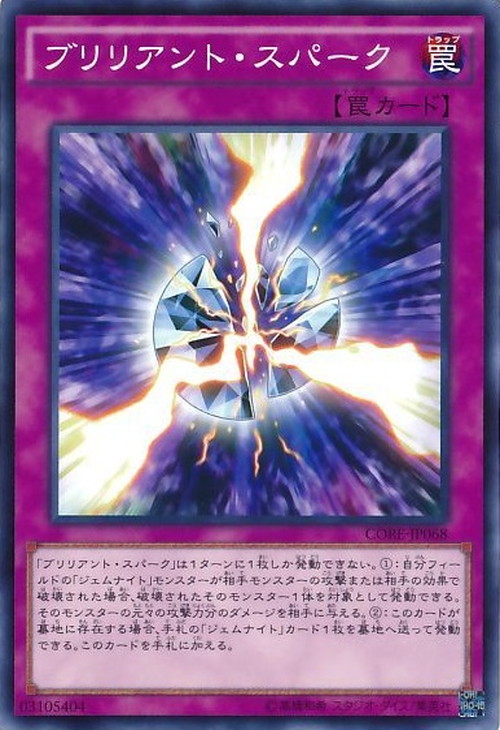 ブリリアント・スパーク
トラップ
罠
【罠カード】
CORE-JP068
「ブリリアント・スパーク」は１ターンに１枚しか発動できない。①：自分フィー
ルドの「ジェムナイト」モンスターが相手モンスターの攻撃または相手の効果で
破壊された場合、破壊されたそのモンスター１体を対象として発動できる。
そのモンスターの元々の攻撃力分のダメージを相手に与える。②：このカードが
墓地に存在する場合、手札の「ジェムナイト」カード１枚を墓地へ送って発動
できる。このカードを手札に加える。
03105404
©高橋和希 スタジオ・ダイス/集英社